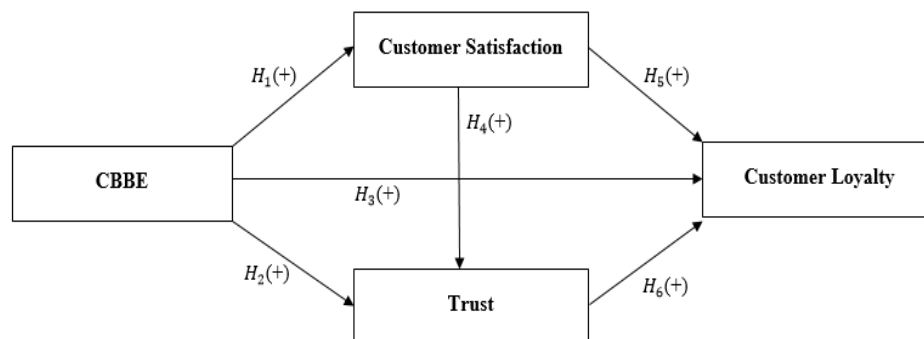 Customer Satisfaction
H₁(+)
H₅(+)
H₄(+)
CBBE
Customer Loyalty
H₃(+)
H₂(+)
H₆(+)
Trust